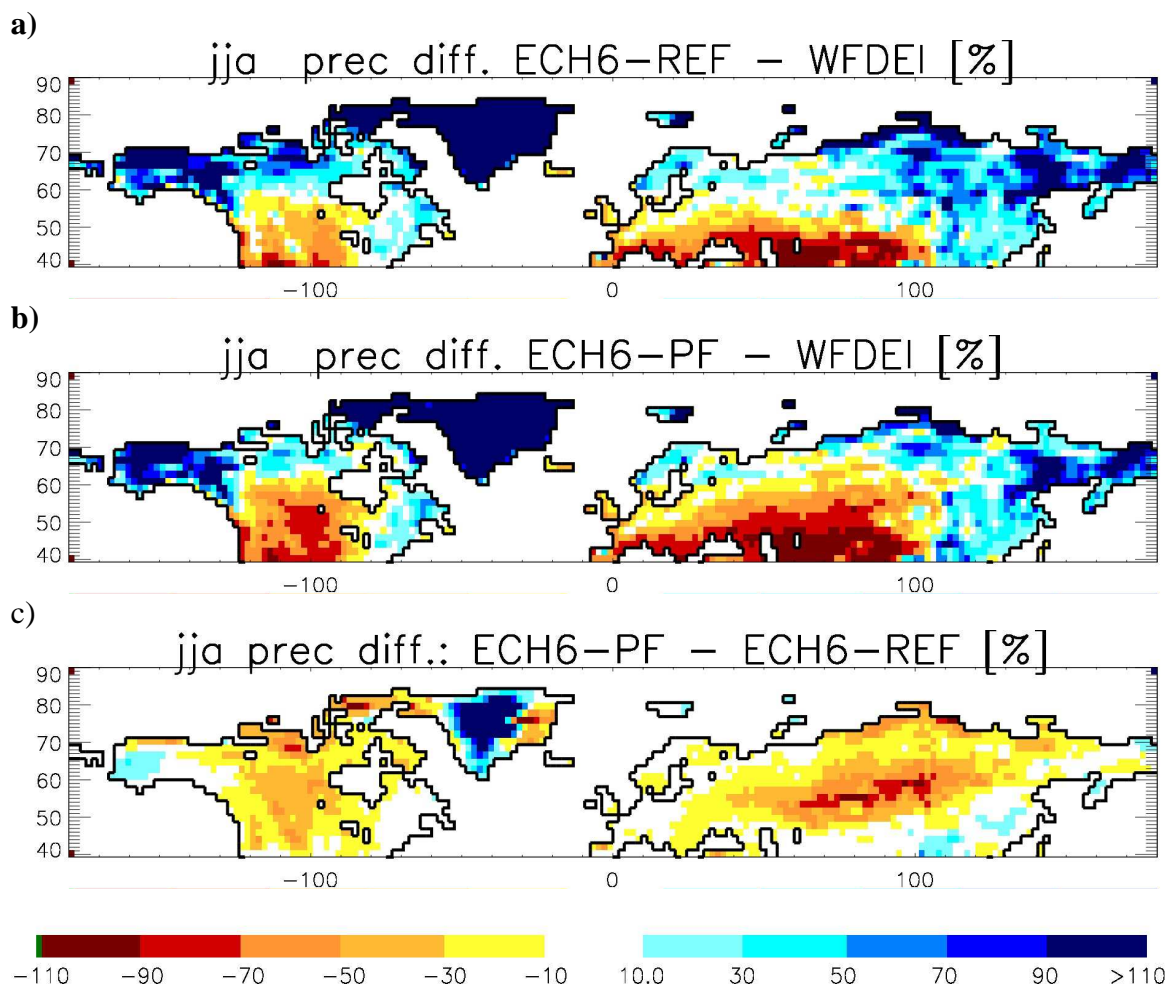 a)
jja prec diff. ECH6-REF - WFDEI [%]
90
80
70
60
50
40
-100 0 100
b)
jja prec diff. ECH6-PF - WFDEI [%]
90
80
70
60
50
40
-100 0 100
c)
jja prec diff.: ECH6-PF - ECH6-REF [%]
90
80
70
60
50
40
-100 0 100
-110 -90 -70 -50 -30 -10 10.0 30 50 70 90 >110